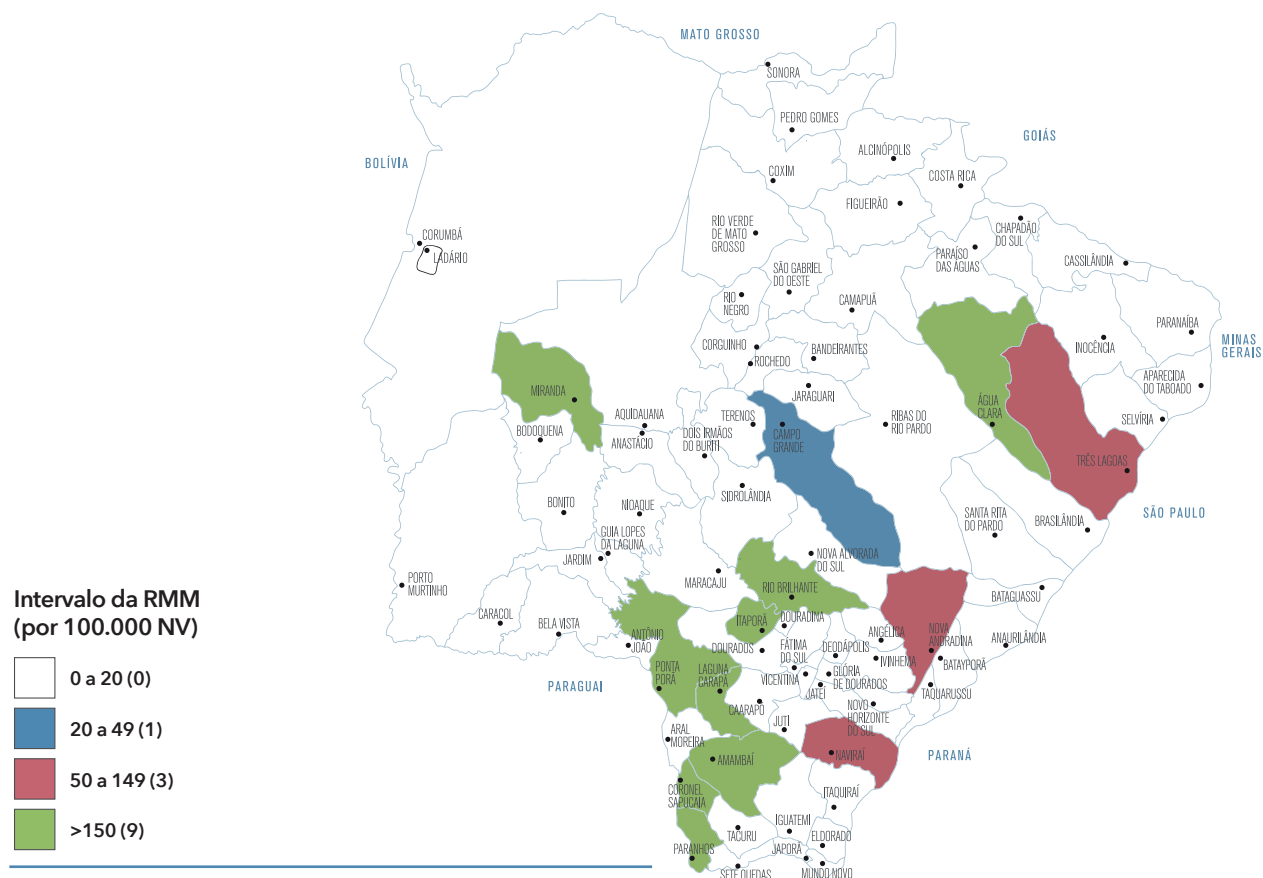 MATO GROSSO
SONORA
PEDRO GOMES
GOIÁS
ALCINÓPOLIS
BOLÍVIA
COXIM
COSTA RICA
FIGUEIRÃO
RIO VERDE
DE MATO
GROSSO
CHAPADÃO
DO SUL
CORUMBÁ
LADÁRIO
PARAÍSO
DAS ÁGUAS
CASSILÂNDIA
SÃO GABRIEL
DO OESTE
RIO
NEGRO
CAMAPUÃ
PARANAÍBA
MINAS
GERAIS
CORGUINHO
ROCHEDO
BANDEIRANTES
INOCÊNCIA
APARECIDA
DO TABOADO
MIRANDA
JARAGUARI
ÁGUA
CLARA
SELVÍRIA
AQUIDAUANA
ANASTÁCIO
TERENOS
CAMPO
GRANDE
RIBAS DO
RIO PARDO
BODOQUENA
DOIS IRMÃOS
DO BURITI
TRÊS LAGOAS
SIDROLÂNDIA
BONITO
NIOAQUE
SANTA RITA
DO PARDO
BRASILÂNDIA
SÃO PAULO
GUIA LOPES
DA LAGUNA
JARDIM
NOVA ALVORADA
DO SUL
PORTO
MURTINHO
MARACAJU
RIO BRILHANTE
BATAGUASSU
CARACOL
BELA VISTA
ANTÔNIO
JOÃO
ITAPORÃ
DOURADINA
ANGÉLICA
NOVA
ANDRADINA
ANAURILÂNDIA
DOURADOS
FÁTIMA
DO SUL
DEODÁPOLIS
IVINHEMA
BATAYPORÃ
PARAGUAI
PONTA
PORÃ
LAGUNA
CARAPÃ
VICENTINA
JATEÍ
GLÓRIA
DE DOURADOS
TAQUARUSSU
CAARAPÓ
NOVO
HORIZONTE
DO SUL
JUTÍ
ARAL
MOREIRA
AMAMBAÍ
NAVIRAÍ
PARANÁ
CORONEL
SAPUCAIA
ITAQUIRAÍ
IGUATEMI
TACURU
ELDORADO
PARANHOS
JAPORÃ
SETE QUEDAS
MUNDO NOVO
Intervalo da RMM
(por 100.000 NV)
0 a 20 (0)
20 a 49 (1)
50 a 149 (3)
>150 (9)